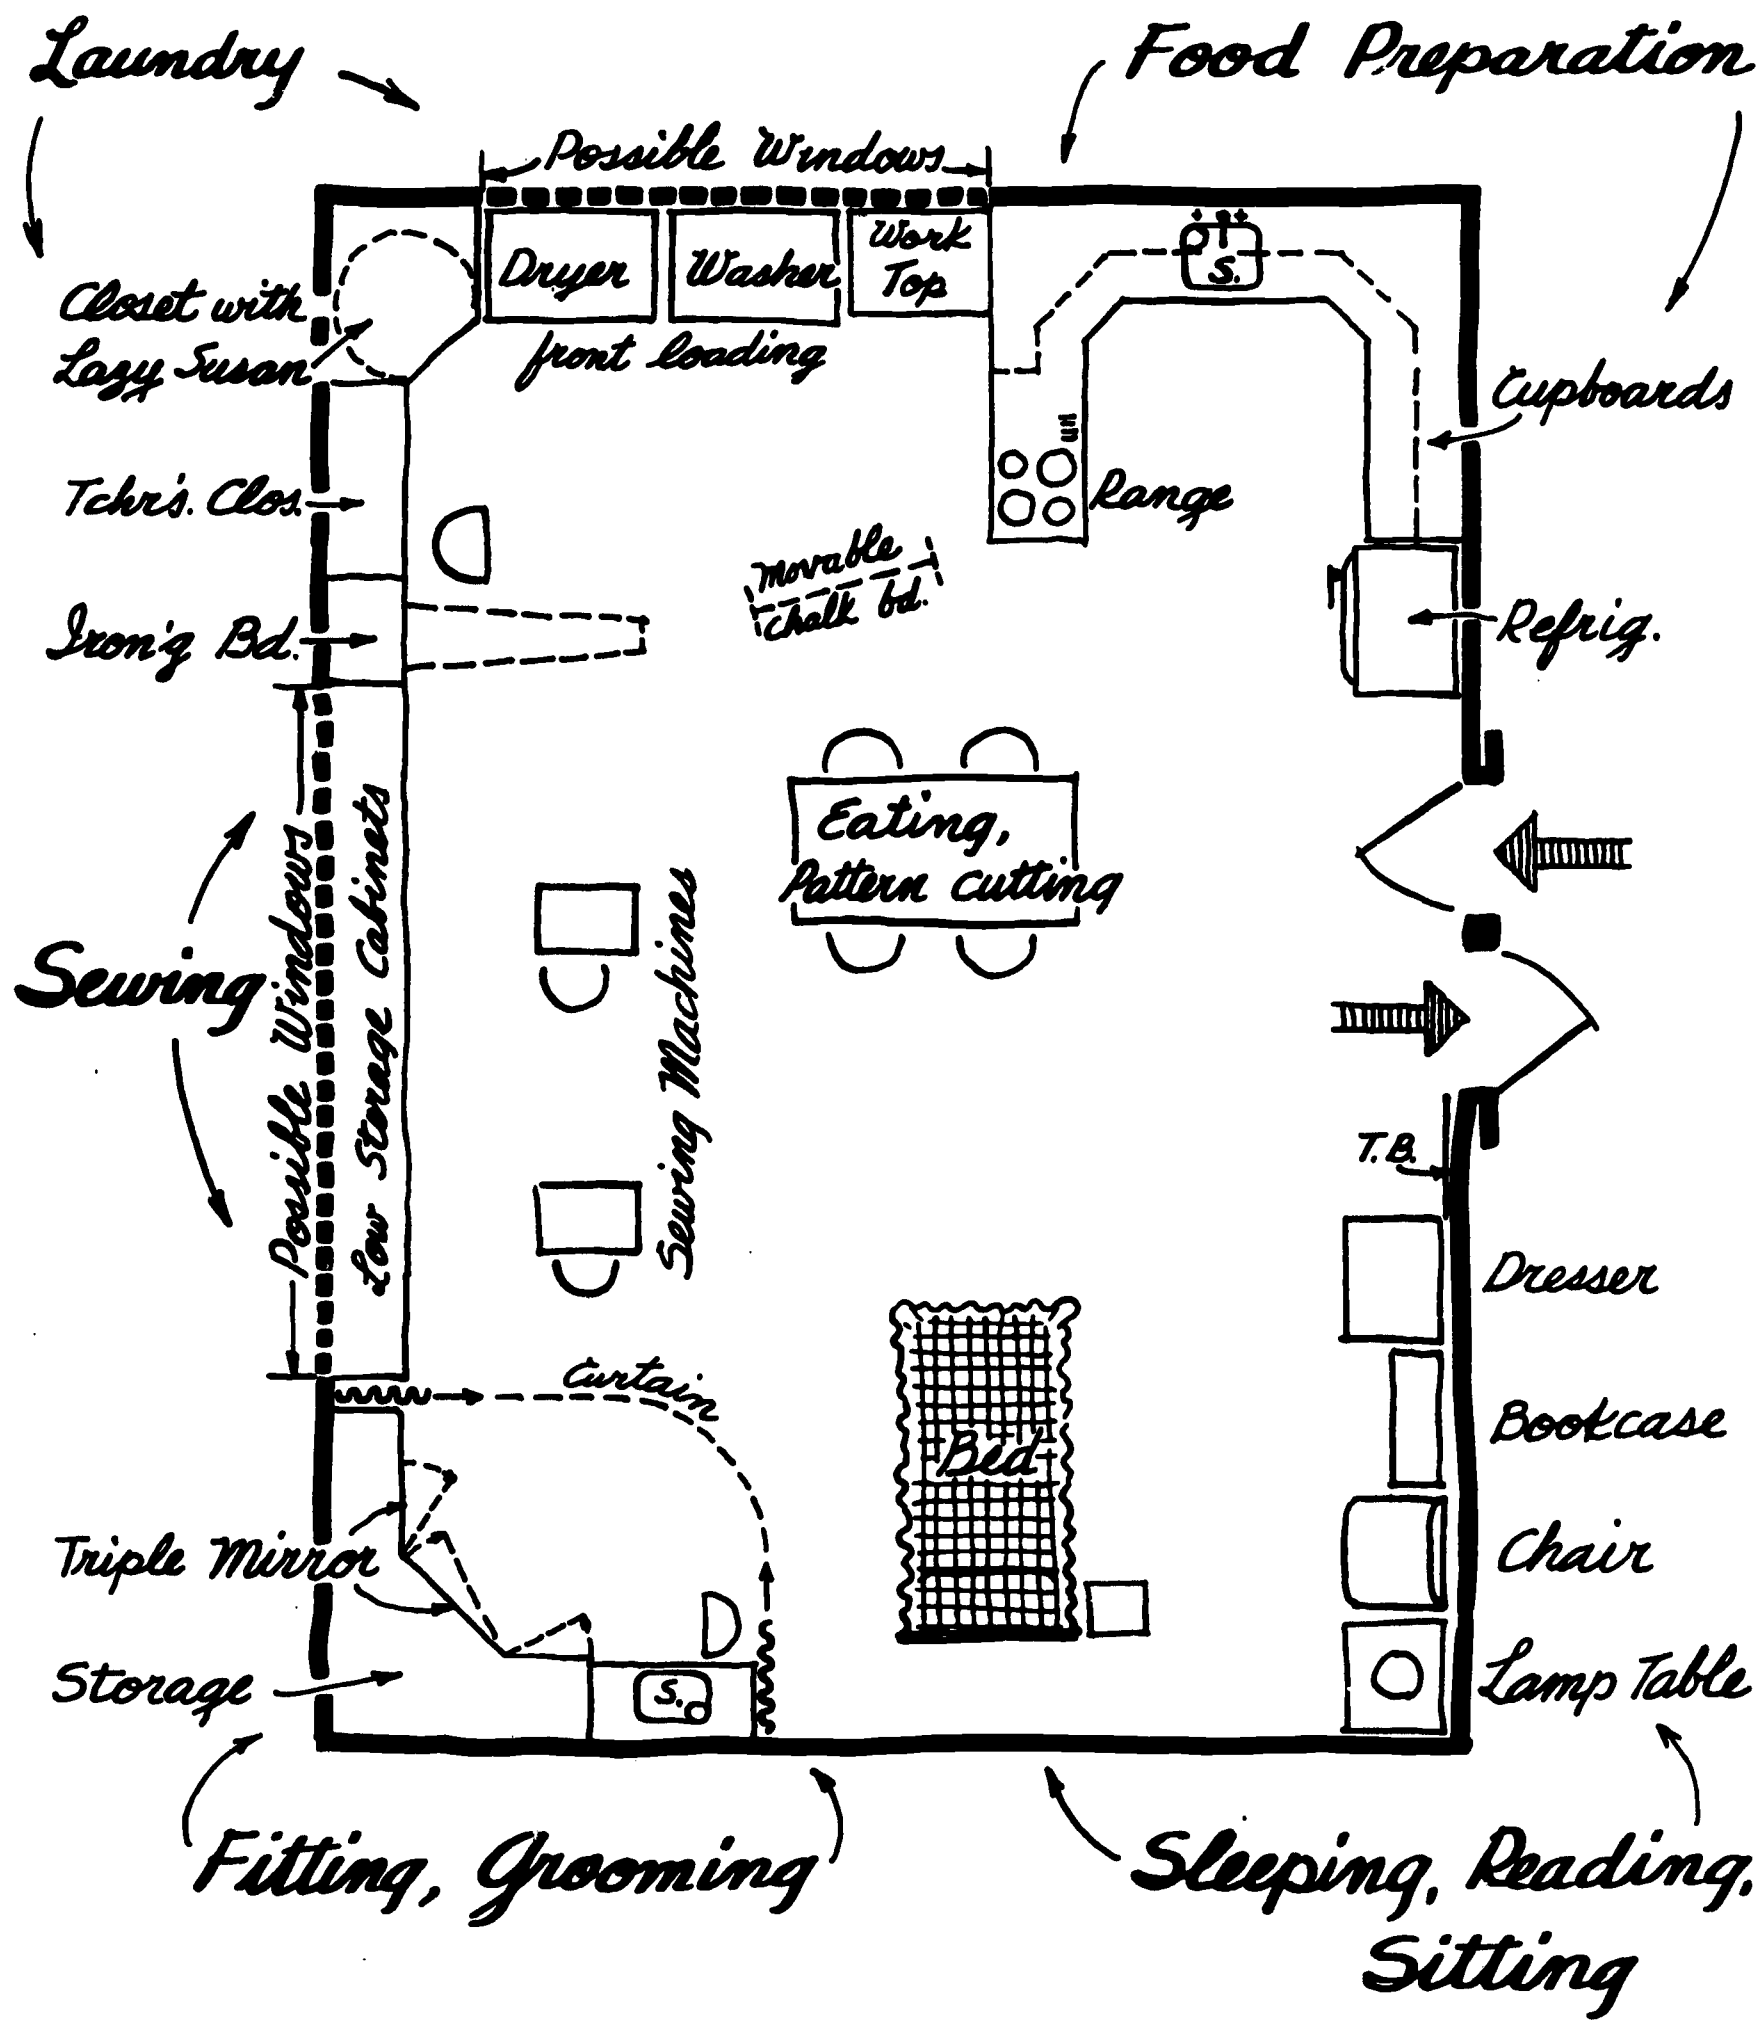 Laundry
Food Preparation
Possible Windows
Dryer
Washer
Work
Top
S.
front loading
Closet with
Lazy Susan
Cupboards
Tchr's. Clos.
Range
movable
chalk bd.
Iron'g Bd.
Refrig.
Eating,
Pattern cutting
Sewing
Possible Windows
Low Storage Cabinets
Sewing Machines
T.B.
Dresser
Curtain
Bookcase
Bed
Triple Mirror
Chair
Storage
S.
Lamp Table
Fitting, Grooming
Sleeping, Reading,
Sitting